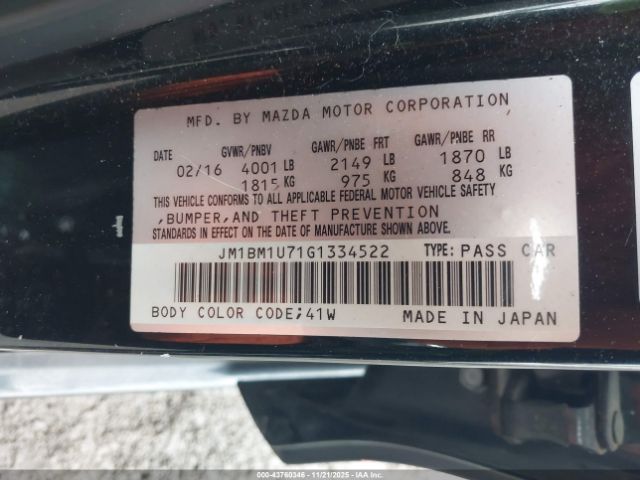 MFD. BY MAZDA MOTOR CORPORATION
DATE GVWR/PNBV GAWR/PNBE FRT GAWR/PNBE RR
02/16 4001 LB 2149 LB 1870 LB
1815 KG 975 KG 848 KG
THIS VEHICLE CONFORMS TO ALL APPLICABLE FEDERAL MOTOR VEHICLE SAFETY
,BUMPER,AND THEFT PREVENTION
STANDARDS IN EFFECT ON THE DATE OF MANUFACTURE SHOWN ABOVE.
JM1BM1U71G1334522 TYPE: PASS CAR
BODY COLOR CODE;41W MADE IN JAPAN
000-43760346 - 11/21/2025 - IAAI.COM